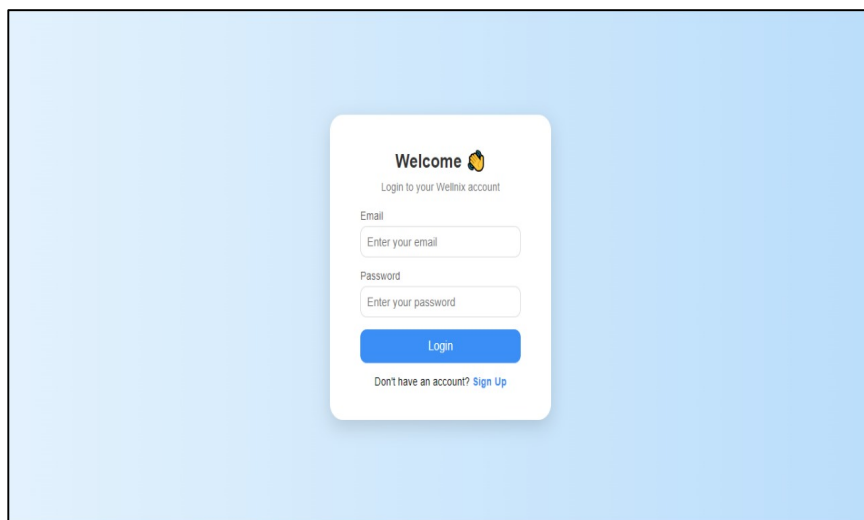 Welcome 👋
Login to your Wellnix account
Email
Enter your email
Password
Enter your password
Login
Don't have an account? Sign Up